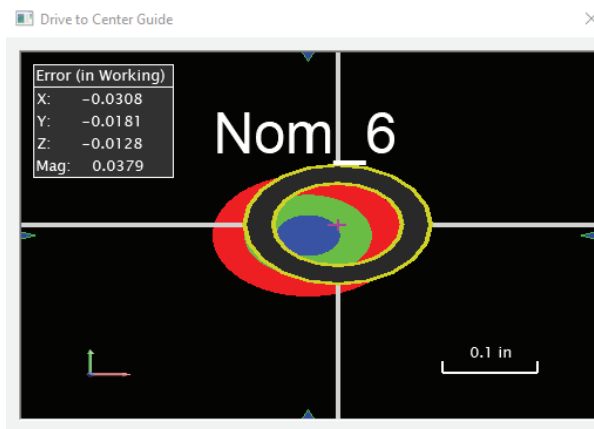 Drive to Center Guide
Error (in Working)
X: -0.0308
Y: -0.0181
Z: -0.0128
Mag: 0.0379
Nom_6
0.1 in